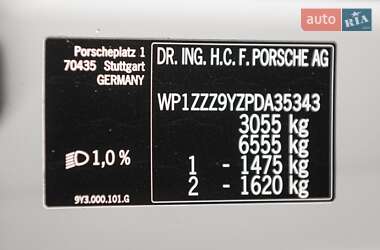 auto RIA
Porscheplatz 1
70435 Stuttgart
GERMANY
1,0 %
9Y3.000.101.G
DR. ING. H.C. F. PORSCHE AG
WP1ZZZ9YZPDA35343
3055 kg
6555 kg
1 - 1475 kg
2 - 1620 kg